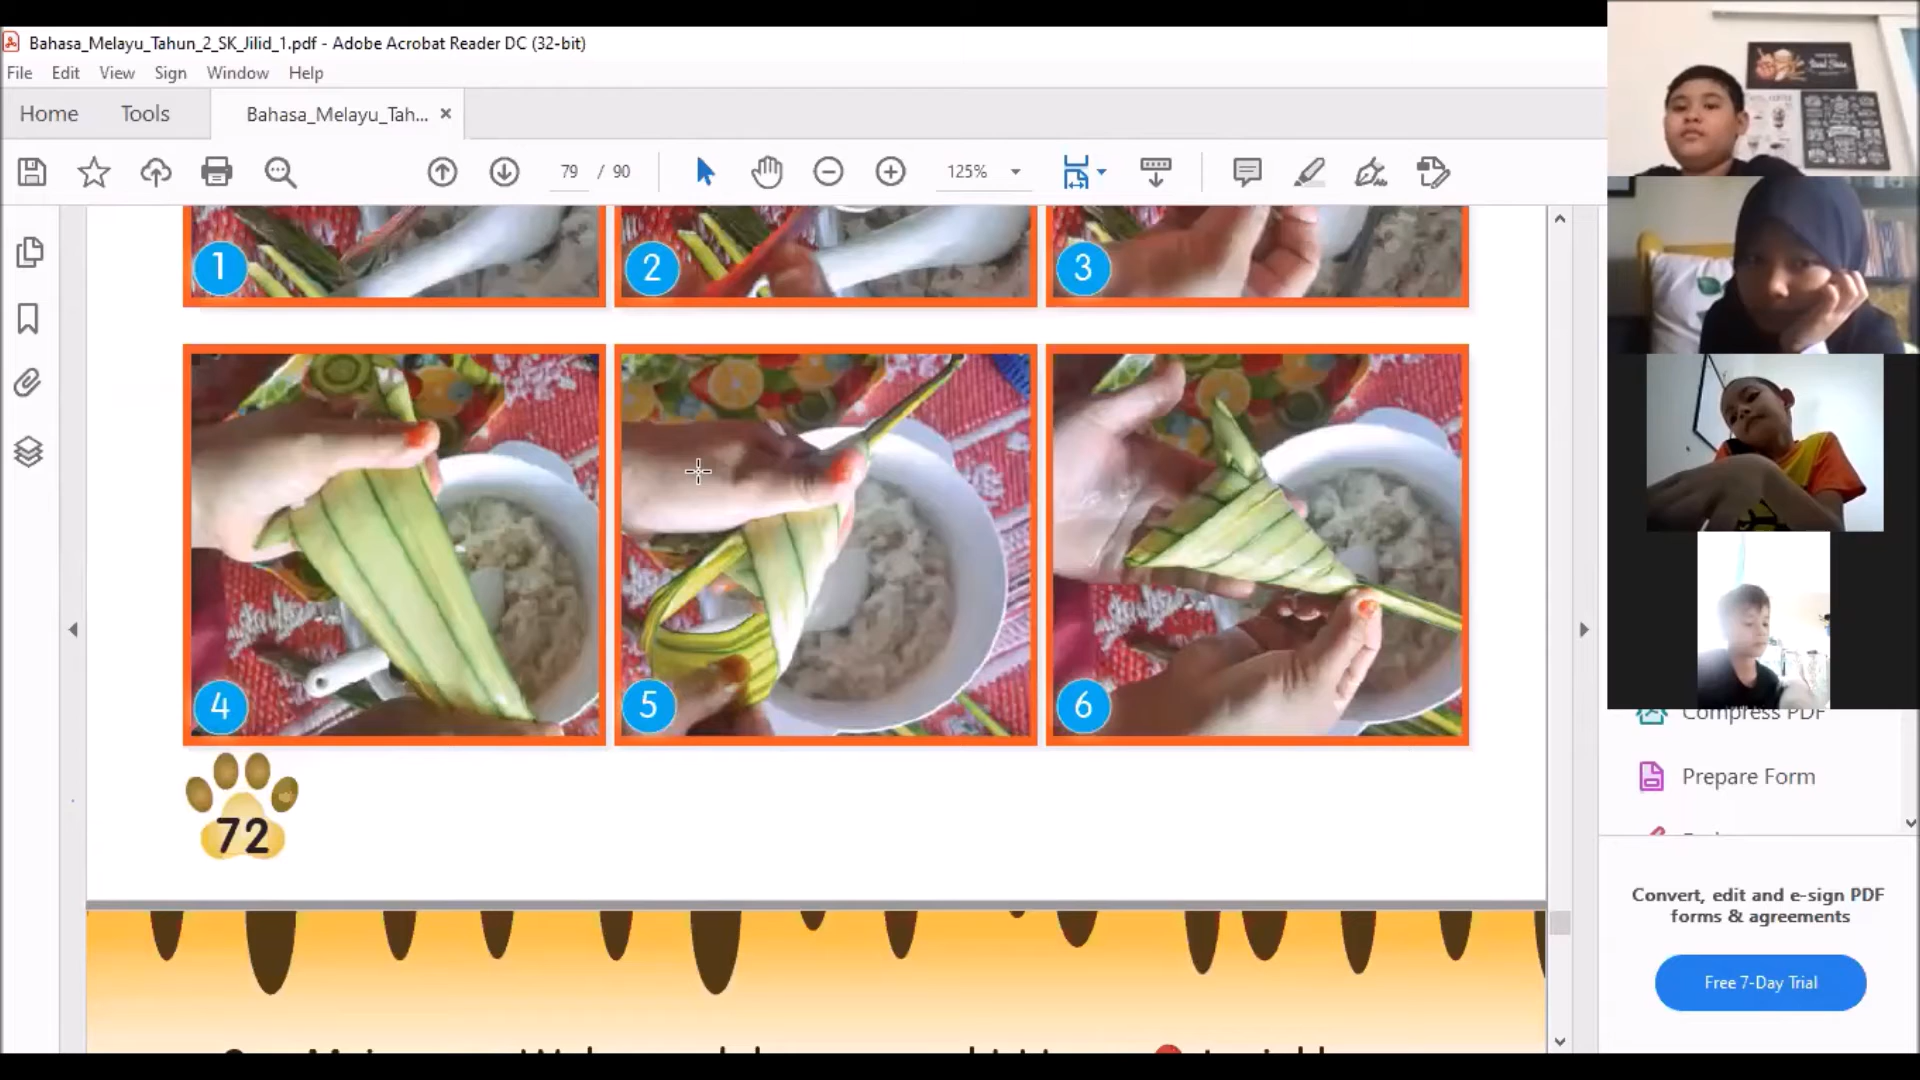 Bahasa_Melayu_Tahun_2_SK_Jilid_1.pdf - Adobe Acrobat Reader DC (32-bit)
File Edit View Sign Window Help
Home Tools Bahasa_Melayu_Tah... ×
79 / 90 125%
1 2 3
4 5 6
72
Compress PDF
Prepare Form
Convert, edit and e-sign PDF
forms & agreements
Free 7-Day Trial